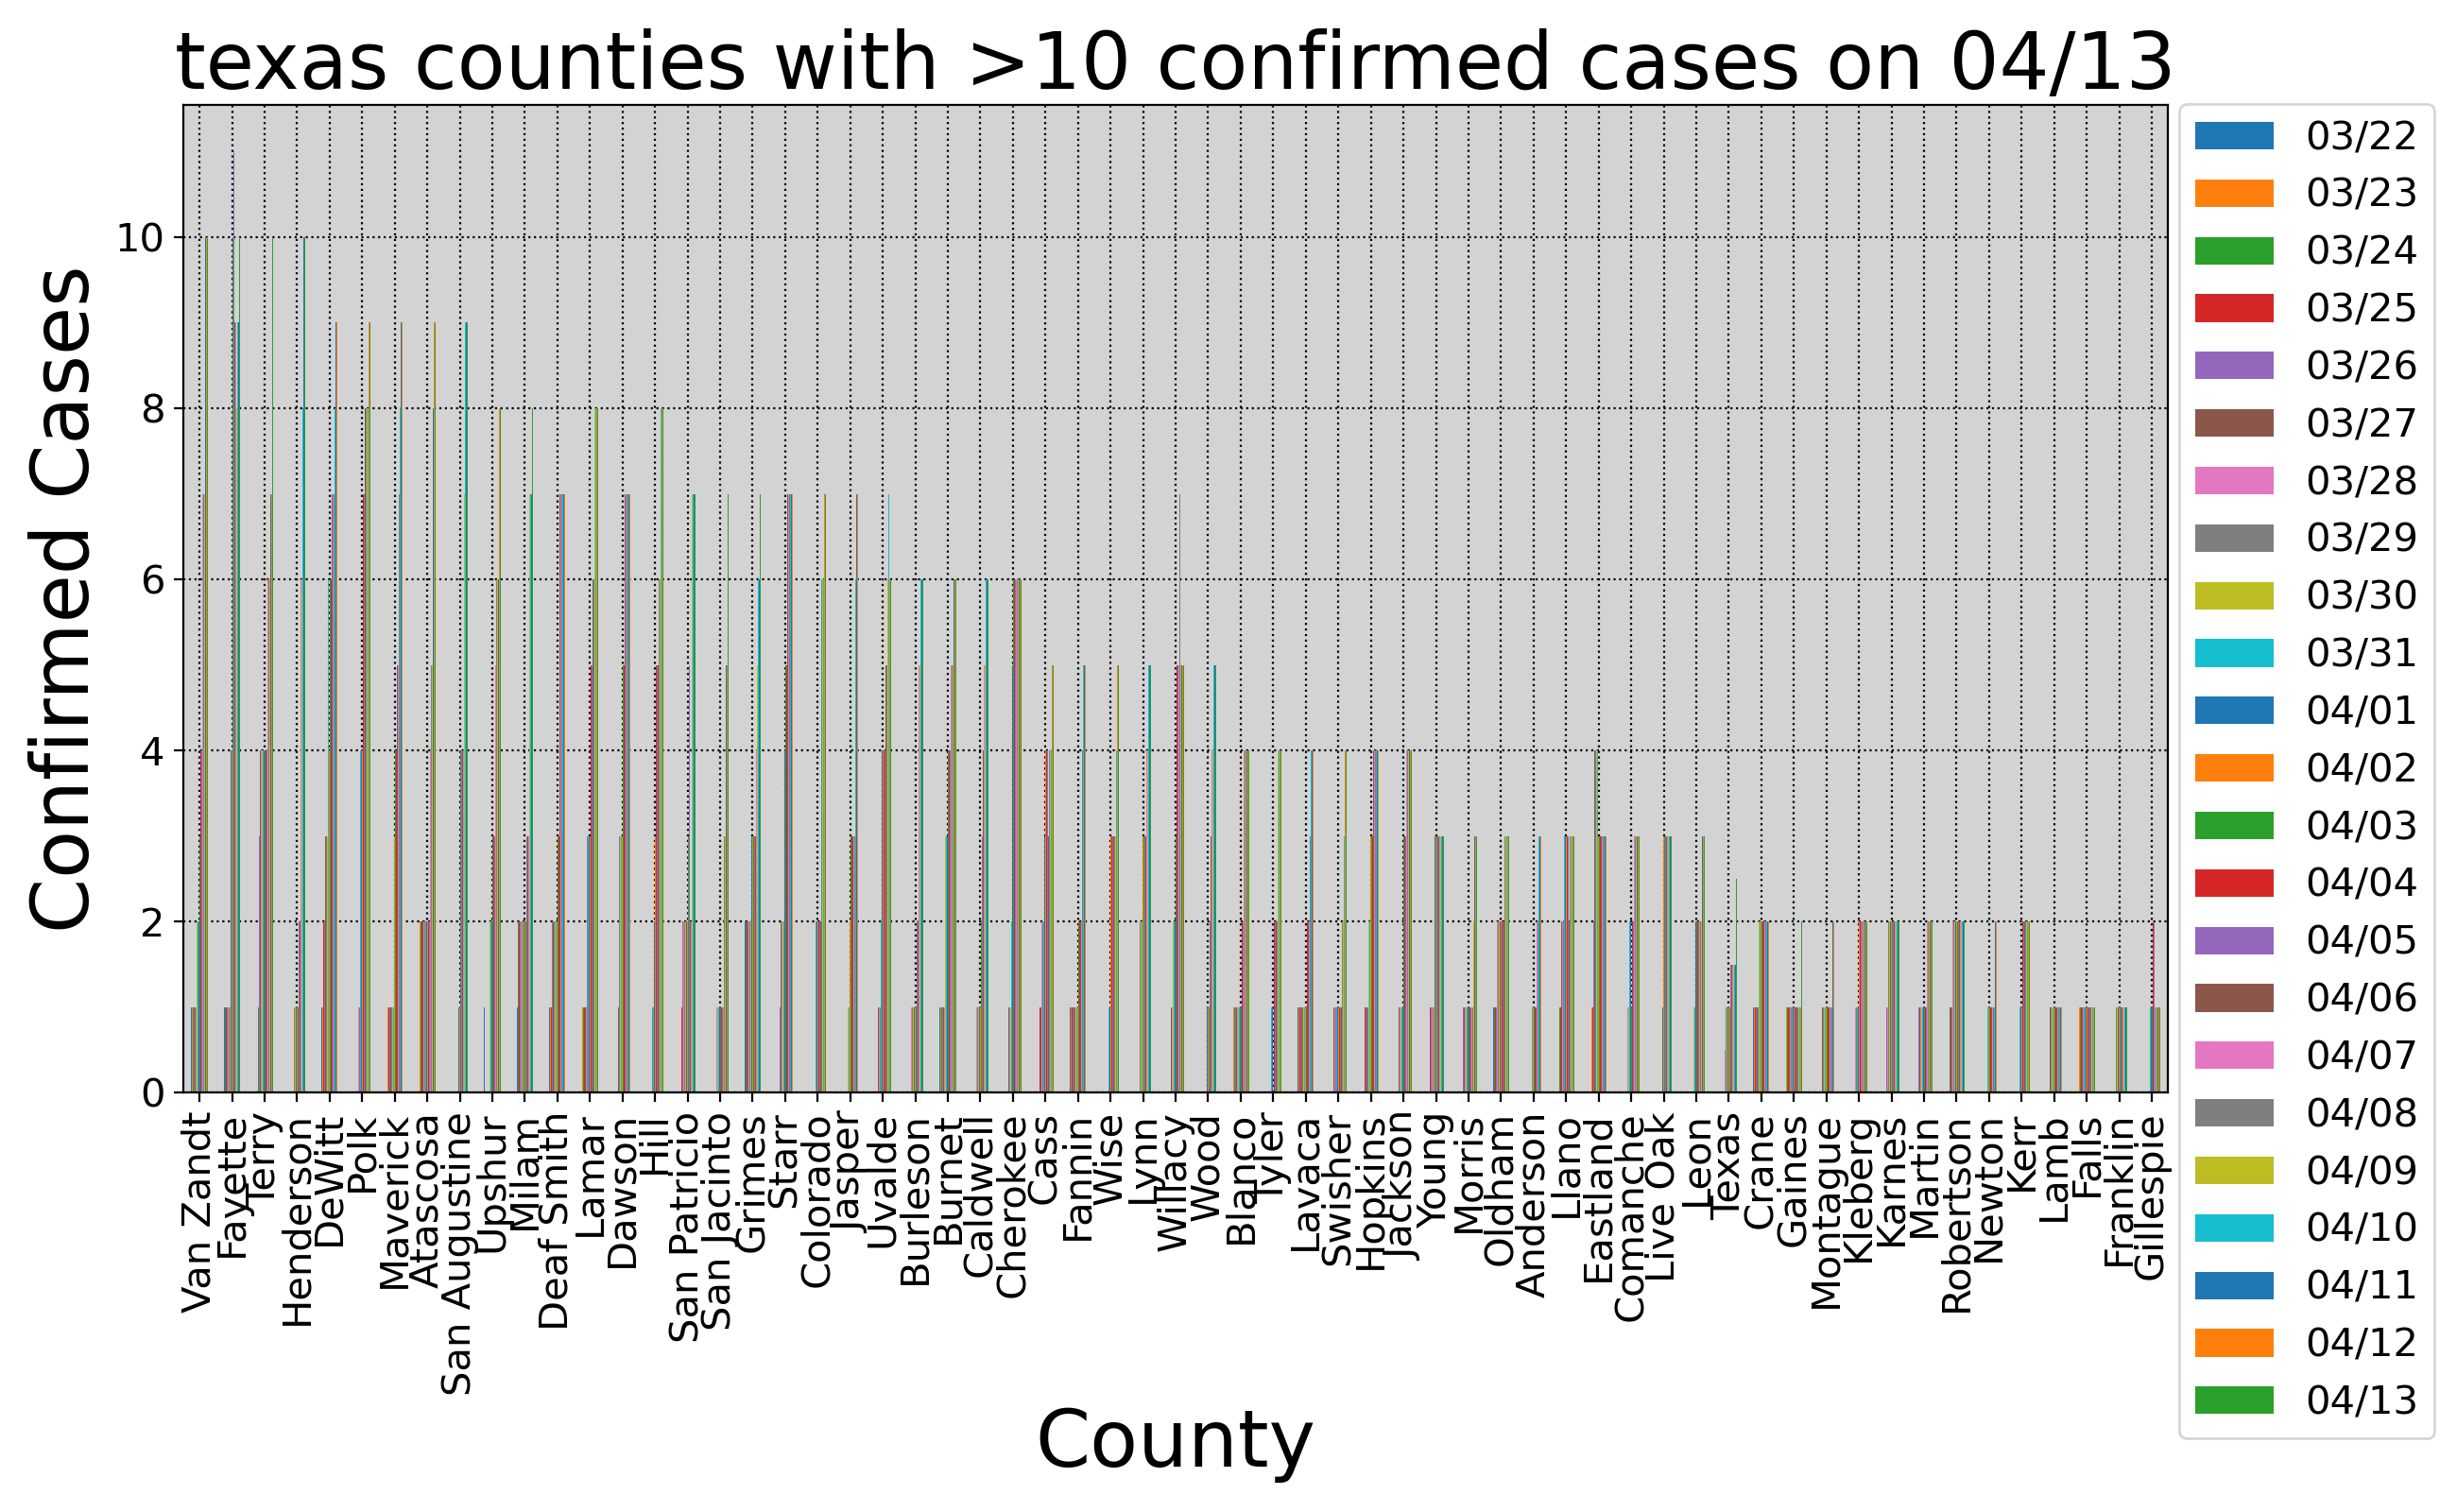 texas counties with >10 confirmed cases on 04/13
Confirmed Cases
10
8
6
4
2
0
Van Zandt
Fayette
Terry
Henderson
DeWitt
Polk
Maverick
Atascosa
San Augustine
Upshur
Milam
Deaf Smith
Lamar
Dawson
Hill
San Patricio
San Jacinto
Grimes
Starr
Colorado
Jasper
Uvalde
Burleson
Burnet
Caldwell
Cherokee
Cass
Fannin
Wise
Lynn
Willacy
Wood
Blanco
Tyler
Lavaca
Swisher
Hopkins
Jackson
Young
Morris
Oldham
Anderson
Llano
Eastland
Comanche
Live Oak
Leon
Texas
Crane
Gaines
Montague
Kleberg
Karnes
Martin
Robertson
Newton
Kerr
Lamb
Falls
Franklin
Gillespie
County
03/22
03/23
03/24
03/25
03/26
03/27
03/28
03/29
03/30
03/31
04/01
04/02
04/03
04/04
04/05
04/06
04/07
04/08
04/09
04/10
04/11
04/12
04/13